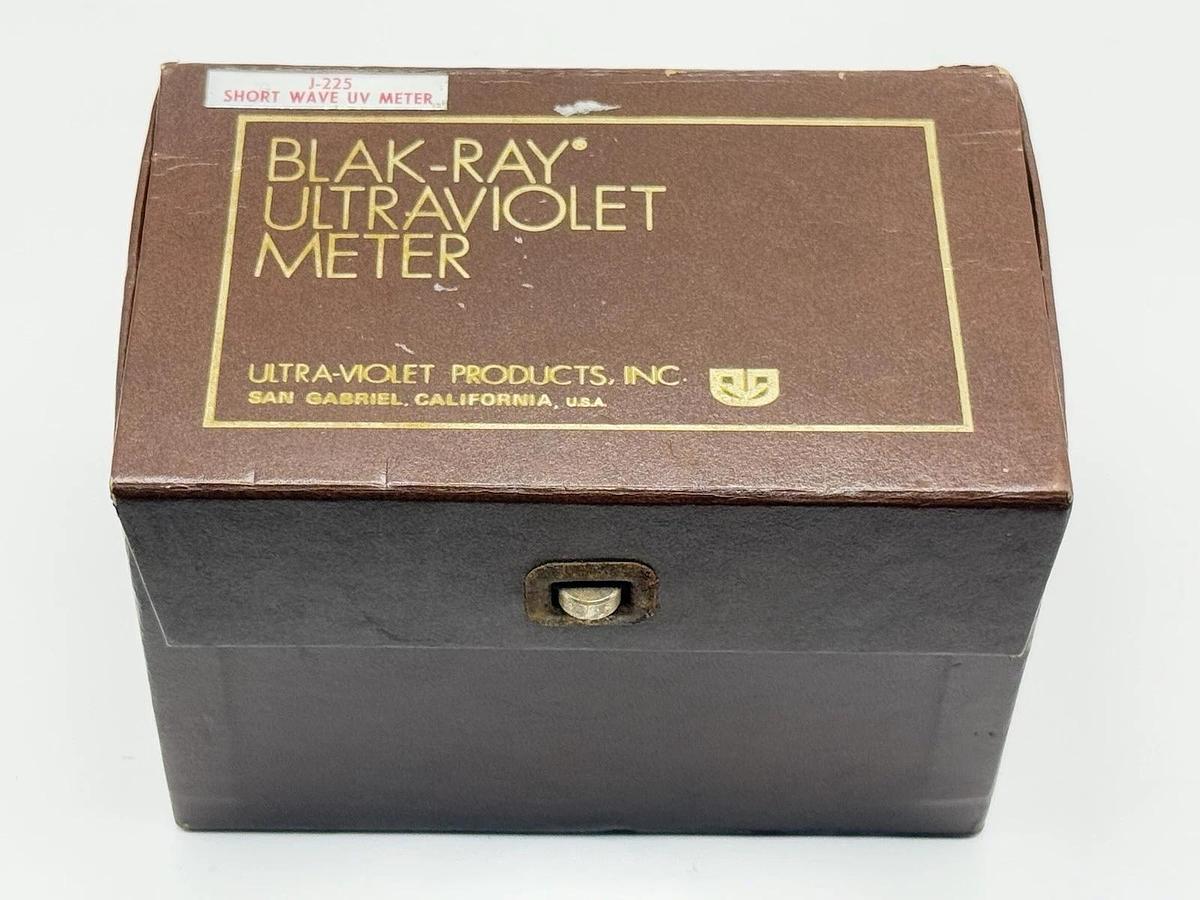 J-225
SHORT WAVE UV METER
BLAK-RAY®
ULTRAVIOLET
METER
ULTRA-VIOLET PRODUCTS, INC.
SAN GABRIEL, CALIFORNIA, U.S.A.